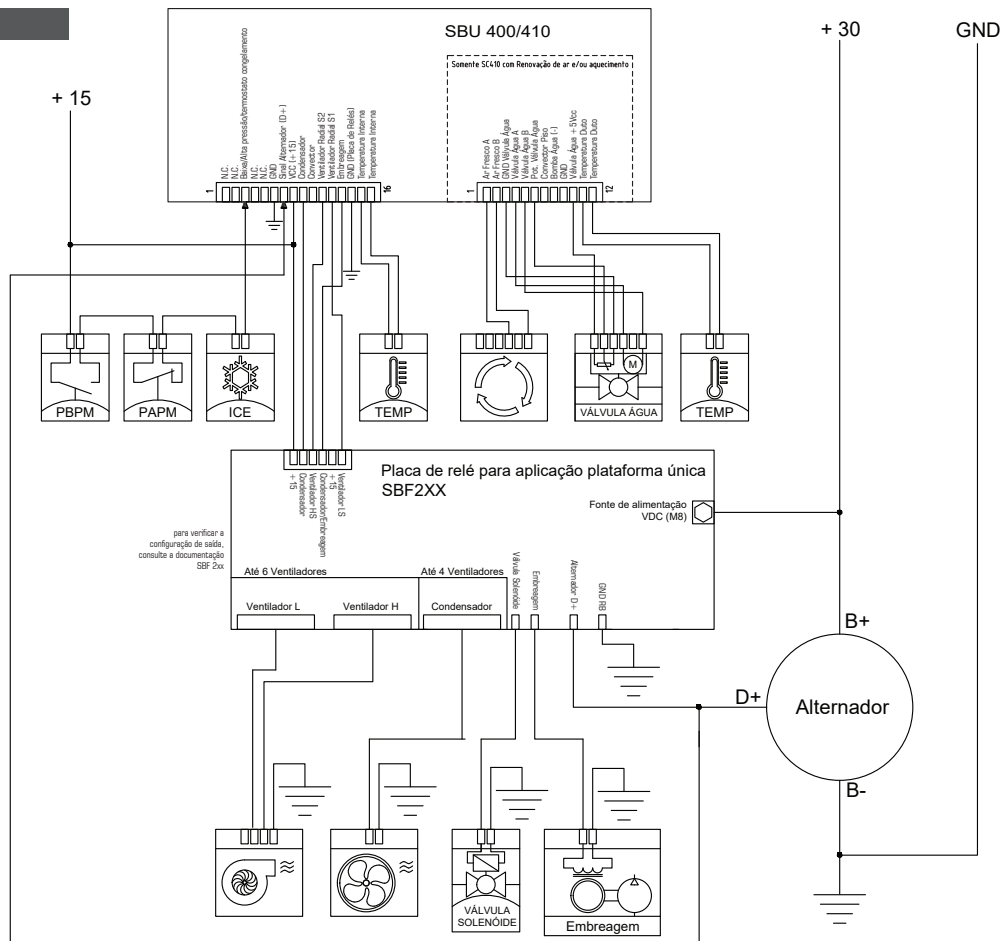 SBU 400/410
Somente SC410 com Renovação de ar e/ou aquecimento
+ 30
GND
+ 15
N.C.
N.C.
Baixa/Alta pressão/termostato congelamento
N.C.
N.C.
GND
Sinal Alternador (D+)
VCC (+ 15)
Condensador
Convector
Ventilador Radial S2
Ventilador Radial S1
Embreagem
GND (Placa de Relés)
Temperatura Interna
Temperatura Interna
1
16
Ar Fresco A
Ar Fresco B
GND Válvula Água
Válvula Água A
Válvula Água B
Pot. Válvula Água
Convector Piso
Bomba Água (-)
GND
Válvula Água +5Vcc
Temperatura Duto
Temperatura Duto
1
12
PBPM
PAPM
ICE
TEMP
M
VÁLVULA ÁGUA
TEMP
Placa de relé para aplicação plataforma única
SBF2XX
+ 15
Condensador
Ventilador HS
Condensador/Embreagem
+ 15
Ventilador LS
Fonte de alimentação
VDC (M8)
para verificar a
configuração de saída,
consulte a documentação
SBF 2xx
Até 6 Ventiladores
Até 4 Ventiladores
Ventilador L
Ventilador H
Condensador
Válvula Solenóide
Embreagem
Alternador D+
GND RB
B+
D+
Alternador
B-
VÁLVULA
SOLENÓIDE
Embreagem